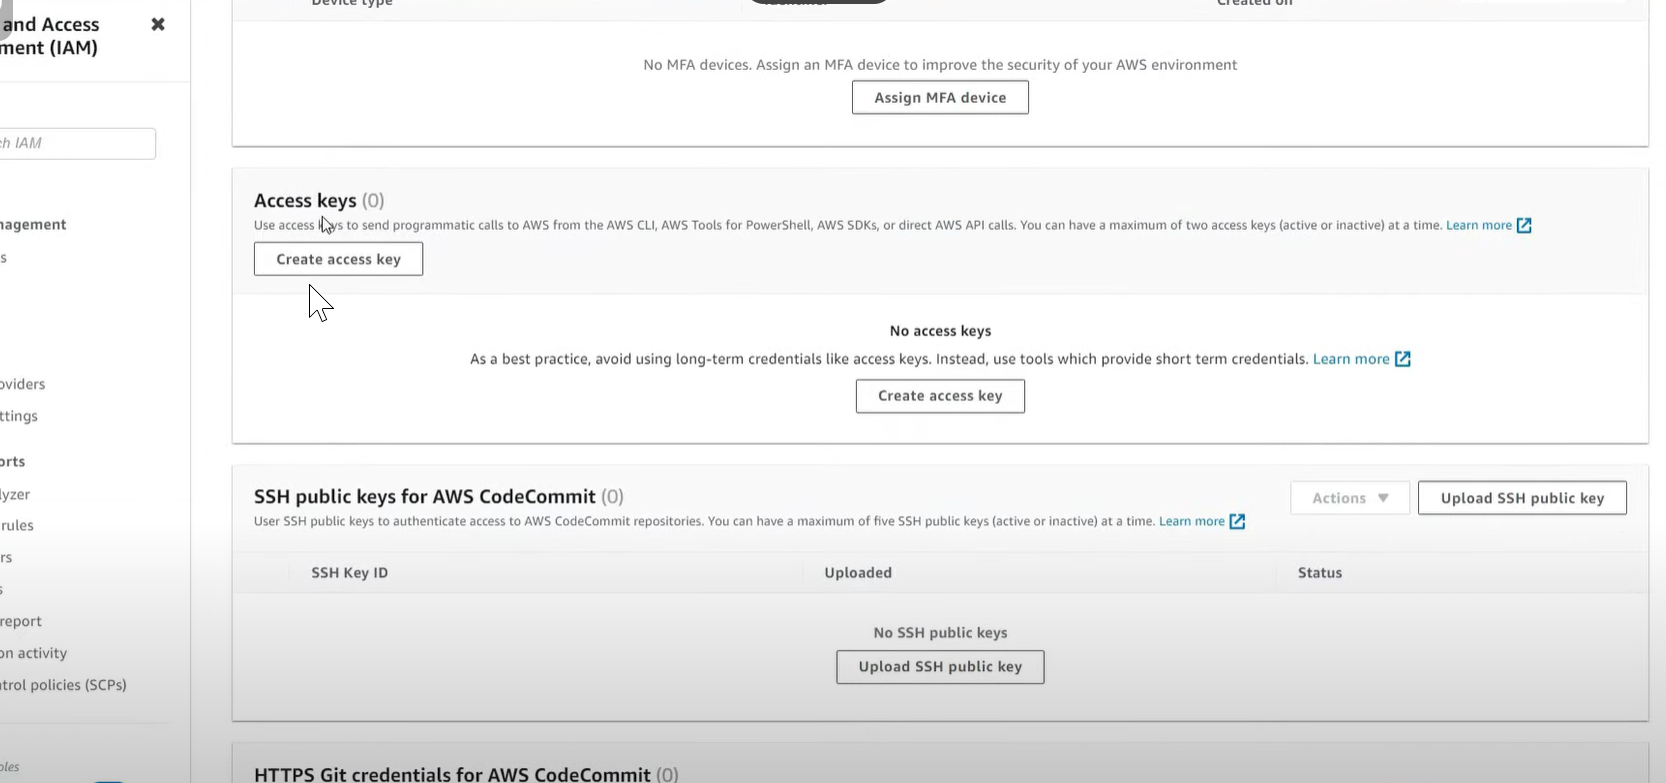 and Access
ment (IAM)
ch IAM
nagement
s
oviders
ttings
orts
lyzer
rules
rs
s
report
on activity
trol policies (SCPs)
oles
Device type
Identifier
Created on
No MFA devices. Assign an MFA device to improve the security of your AWS environment
Assign MFA device
Access keys (0)
Use access keys to send programmatic calls to AWS from the AWS CLI, AWS Tools for PowerShell, AWS SDKs, or direct AWS API calls. You can have a maximum of two access keys (active or inactive) at a time. Learn more
Create access key
No access keys
As a best practice, avoid using long-term credentials like access keys. Instead, use tools which provide short term credentials. Learn more
Create access key
SSH public keys for AWS CodeCommit (0)
Actions
Upload SSH public key
User SSH public keys to authenticate access to AWS CodeCommit repositories. You can have a maximum of five SSH public keys (active or inactive) at a time. Learn more
SSH Key ID
Uploaded
Status
No SSH public keys
Upload SSH public key
HTTPS Git credentials for AWS CodeCommit (0)